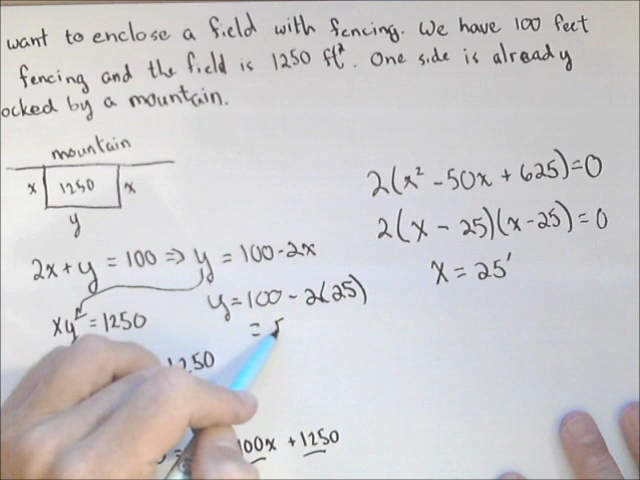 want to enclose a field with fencing. We have 100 feet
fencing and the field is 1250 ft². One side is already
ocked by a mountain.
mountain
x 1250 x
y
2x + y = 100 => y = 100 - 2x
xy = 1250
y = 100 - 2(25)
= 5
1250
100x + 1250
2(x² - 50x + 625) = 0
2(x - 25)(x - 25) = 0
x = 25'